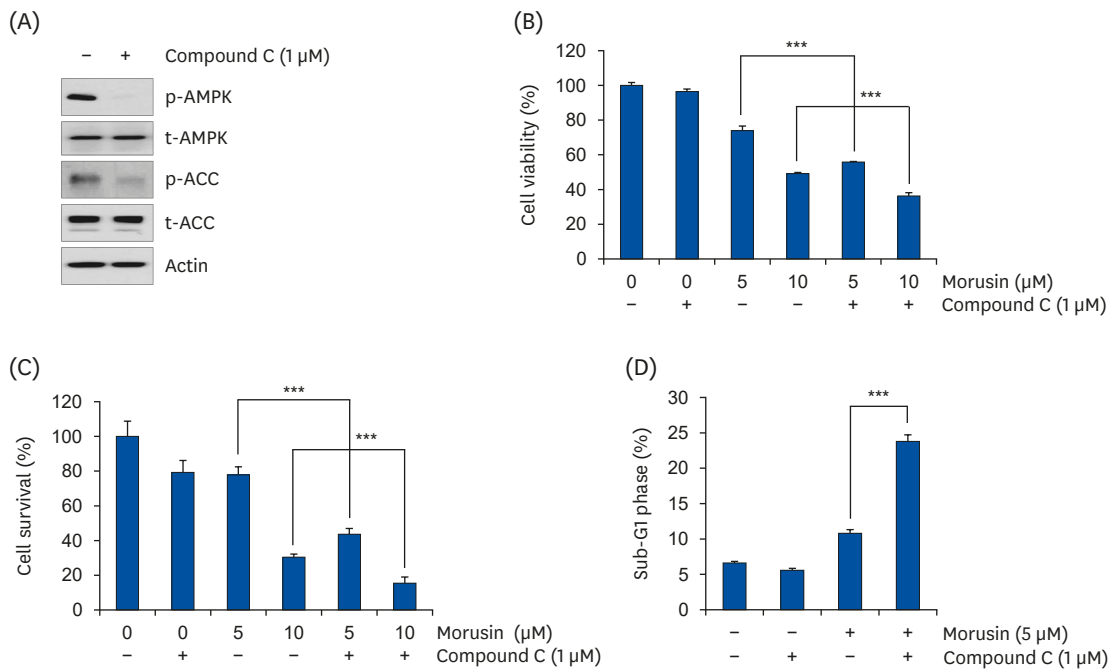 (A)
− + Compound C (1 µM)
p-AMPK
t-AMPK
p-ACC
t-ACC
Actin
(B)
Cell viability (%)
120
100
80
60
40
20
0
***
***
0 0 5 10 5 10 Morusin (µM)
− + − − + + Compound C (1 µM)
(C)
Cell survival (%)
120
100
80
60
40
20
0
***
***
0 0 5 10 5 10 Morusin (µM)
− + − − + + Compound C (1 µM)
(D)
Sub-G1 phase (%)
30
25
20
15
10
5
0
***
− − + + Morusin (5 µM)
− + − + Compound C (1 µM)